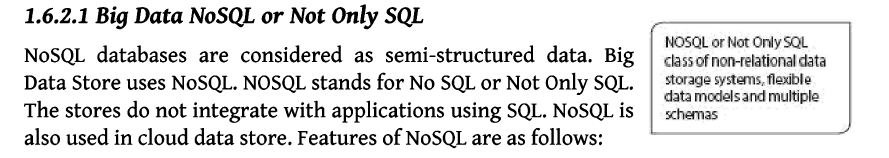 1.6.2.1 Big Data NoSQL or Not Only SQL
NoSQL databases are considered as semi-structured data. Big
Data Store uses NoSQL. NOSQL stands for No SQL or Not Only SQL.
The stores do not integrate with applications using SQL. NoSQL is
also used in cloud data store. Features of NoSQL are as follows:
NOSQL or Not Only SQL
class of non-relational data
storage systems, flexible
data models and multiple
schemas